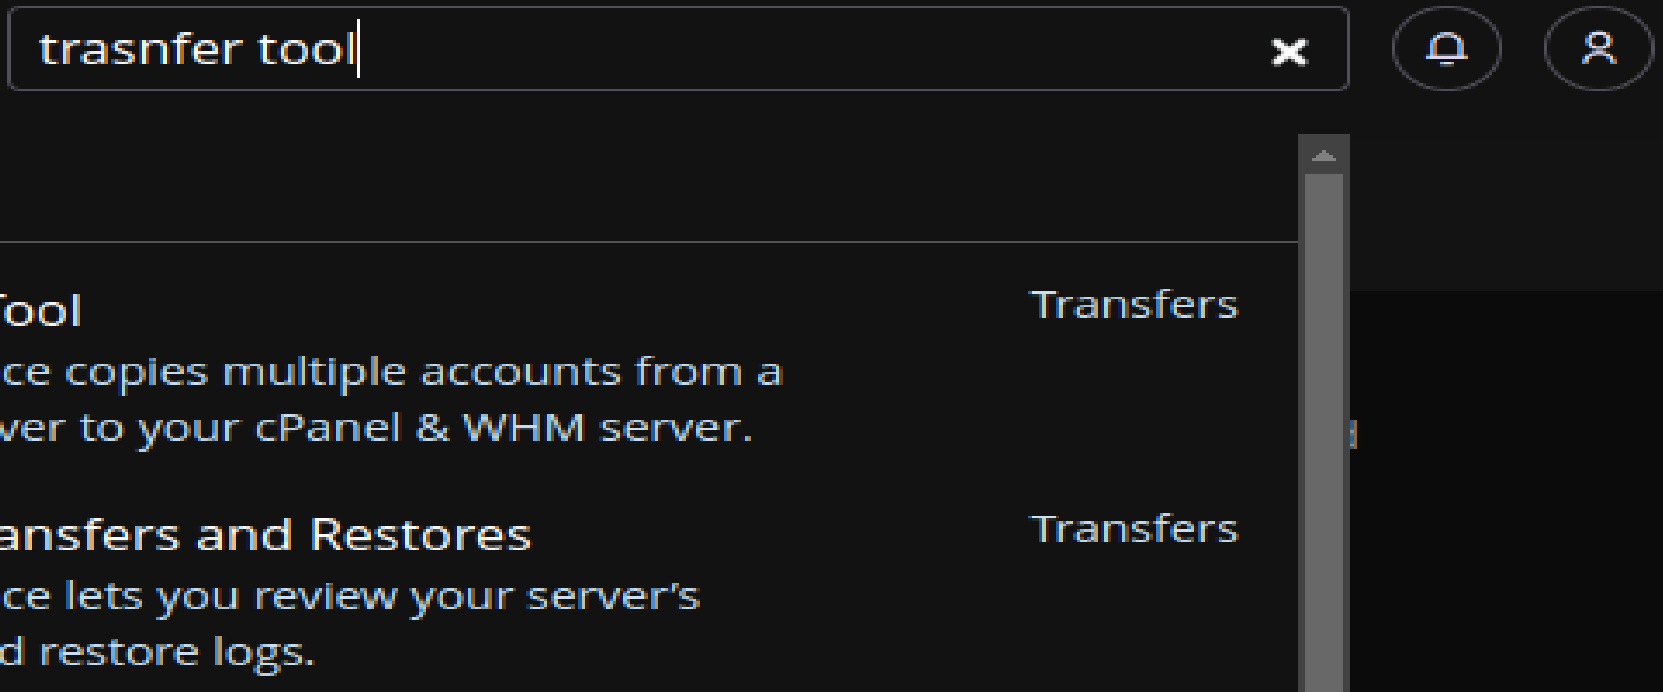 trasnfer tool
Tool Transfers
ce copies multiple accounts from a
ver to your cPanel & WHM server.
ansfers and Restores Transfers
ce lets you review your server's
d restore logs.